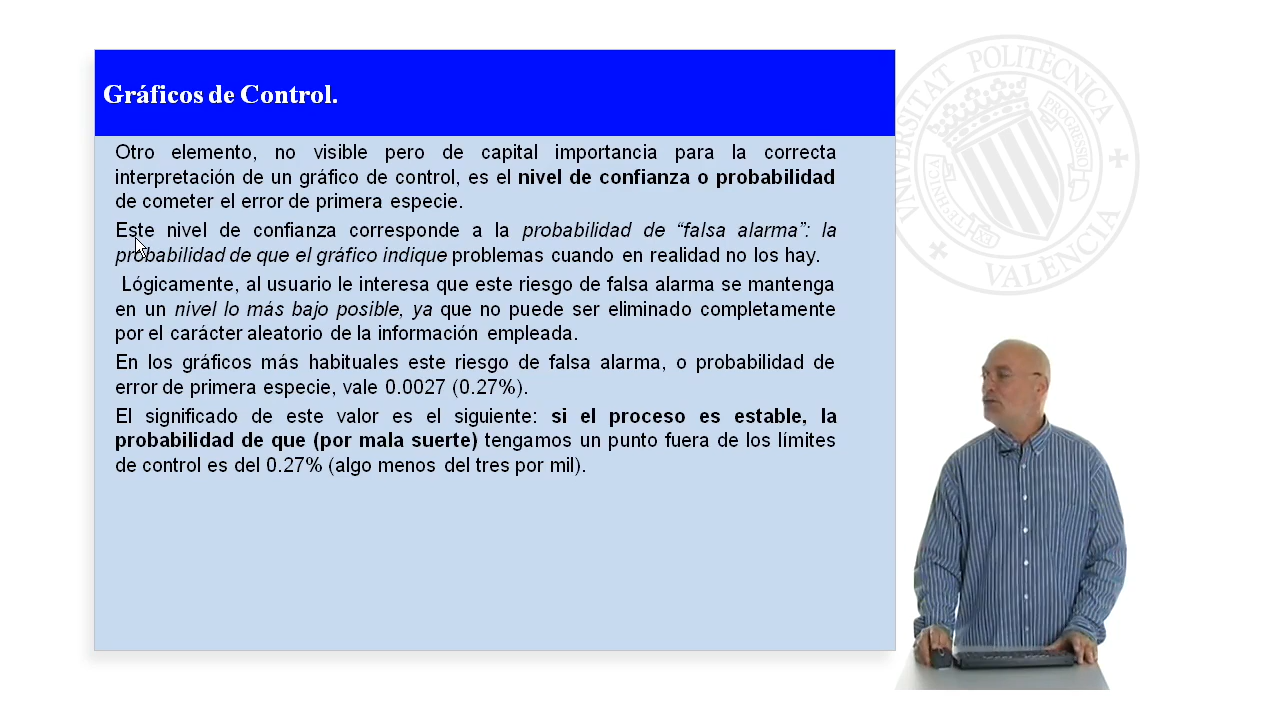 Gráficos de Control.
Otro elemento, no visible pero de capital importancia para la correcta
interpretación de un gráfico de control, es el nivel de confianza o probabilidad
de cometer el error de primera especie.
Este nivel de confianza corresponde a la probabilidad de “falsa alarma”: la
probabilidad de que el gráfico indique problemas cuando en realidad no los hay.
Lógicamente, al usuario le interesa que este riesgo de falsa alarma se mantenga
en un nivel lo más bajo posible, ya que no puede ser eliminado completamente
por el carácter aleatorio de la información empleada.
En los gráficos más habituales este riesgo de falsa alarma, o probabilidad de
error de primera especie, vale 0.0027 (0.27%).
El significado de este valor es el siguiente: si el proceso es estable, la
probabilidad de que (por mala suerte) tengamos un punto fuera de los límites
de control es del 0.27% (algo menos del tres por mil).
UNIVERSITAT POLITÈCNICA
VALÈNCIA
PROGRESSIO
EX TECHNICA